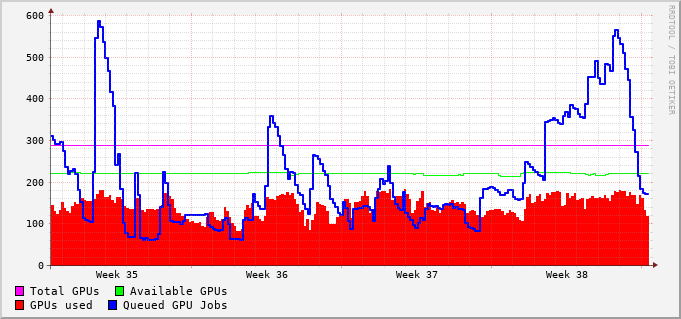 RRDTOOL / TOBI OETIKER
600
500
400
300
200
100
0
Week 35 Week 36 Week 37 Week 38
Total GPUs Available GPUs
GPUs used Queued GPU Jobs